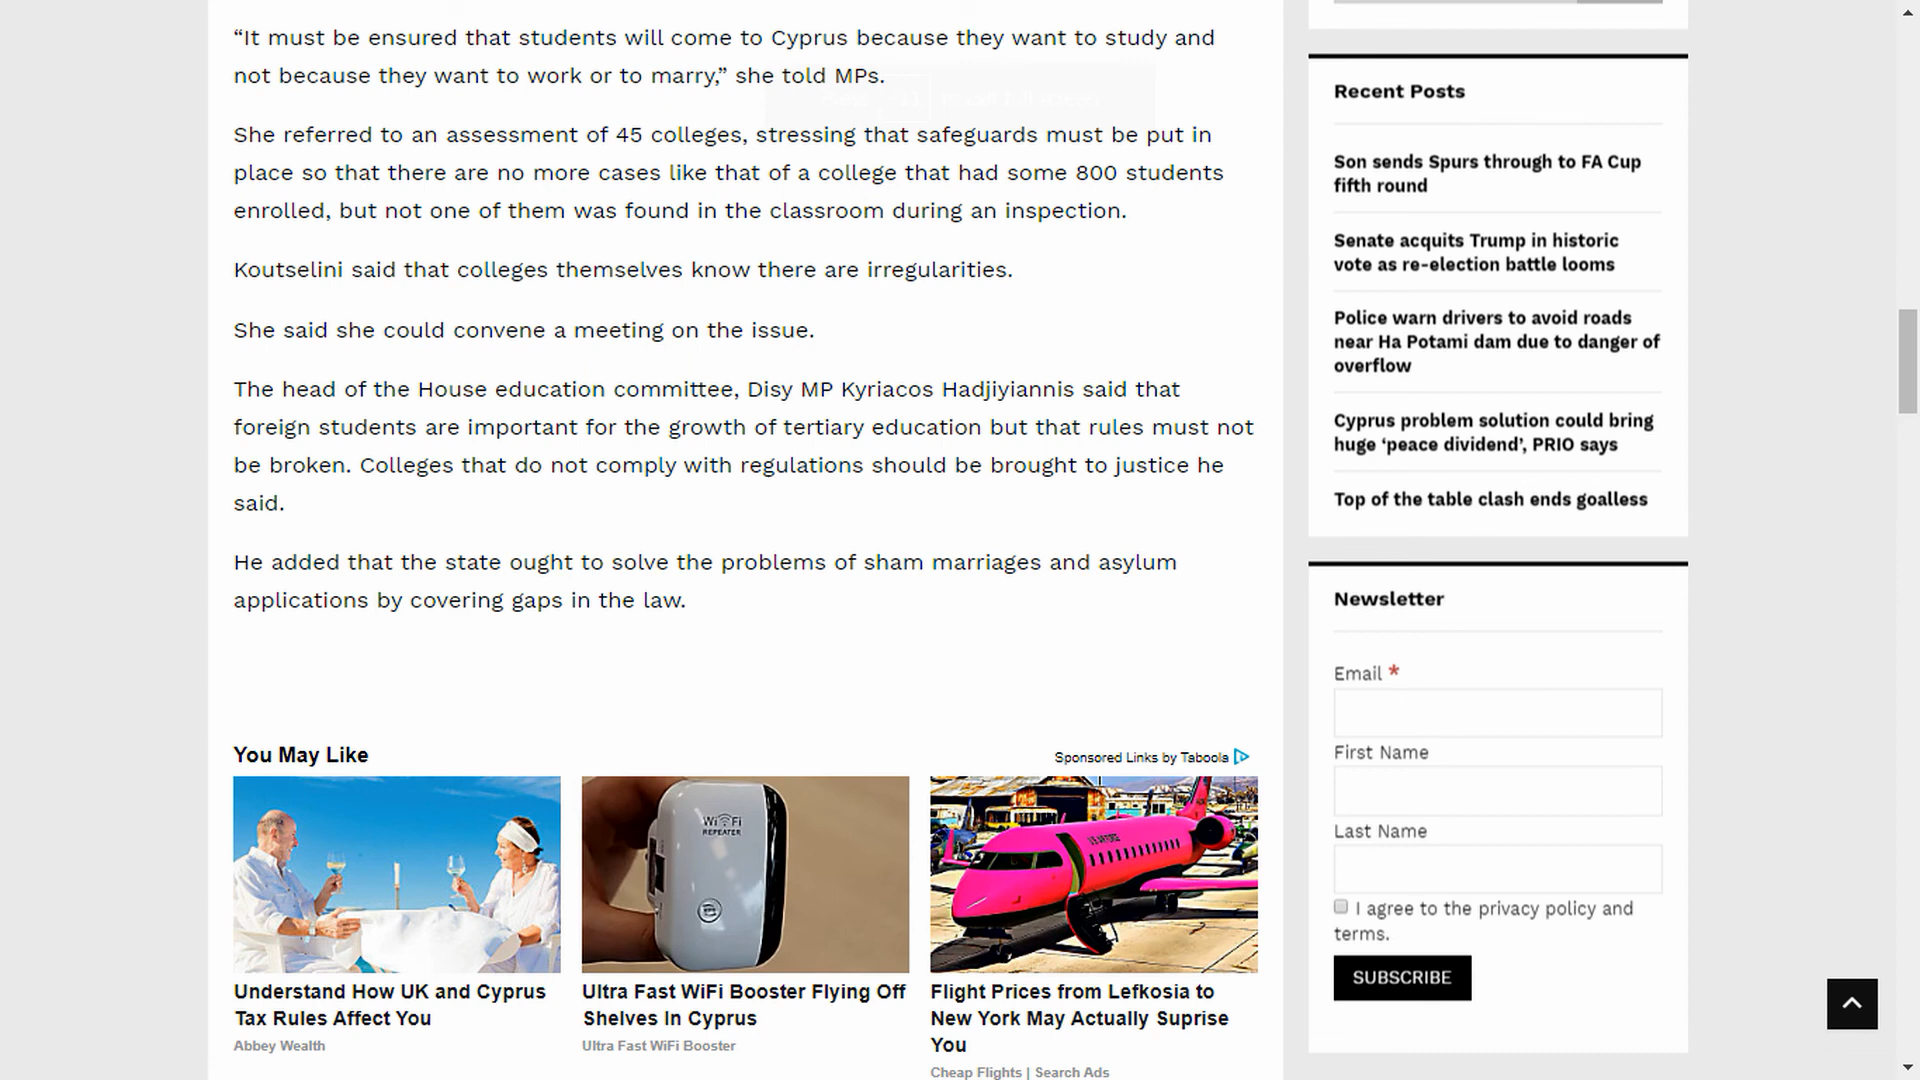 “It must be ensured that students will come to Cyprus because they want to study and
not because they want to work or to marry,” she told MPs.
She referred to an assessment of 45 colleges, stressing that safeguards must be put in
place so that there are no more cases like that of a college that had some 800 students
enrolled, but not one of them was found in the classroom during an inspection.
Koutselini said that colleges themselves know there are irregularities.
She said she could convene a meeting on the issue.
The head of the House education committee, Disy MP Kyriacos Hadjiyiannis said that
foreign students are important for the growth of tertiary education but that rules must not
be broken. Colleges that do not comply with regulations should be brought to justice he
said.
He added that the state ought to solve the problems of sham marriages and asylum
applications by covering gaps in the law.
You May Like
Sponsored Links by Taboola
WiFi
REPEATER
U.S. AIR FORCE
Understand How UK and Cyprus
Tax Rules Affect You
Abbey Wealth
Ultra Fast WiFi Booster Flying Off
Shelves In Cyprus
Ultra Fast WiFi Booster
Flight Prices from Lefkosia to
New York May Actually Suprise
You
Cheap Flights | Search Ads
Recent Posts
Son sends Spurs through to FA Cup
fifth round
Senate acquits Trump in historic
vote as re-election battle looms
Police warn drivers to avoid roads
near Ha Potami dam due to danger of
overflow
Cyprus problem solution could bring
huge ‘peace dividend’, PRIO says
Top of the table clash ends goalless
Newsletter
Email *
First Name
Last Name
I agree to the privacy policy and
terms.
SUBSCRIBE